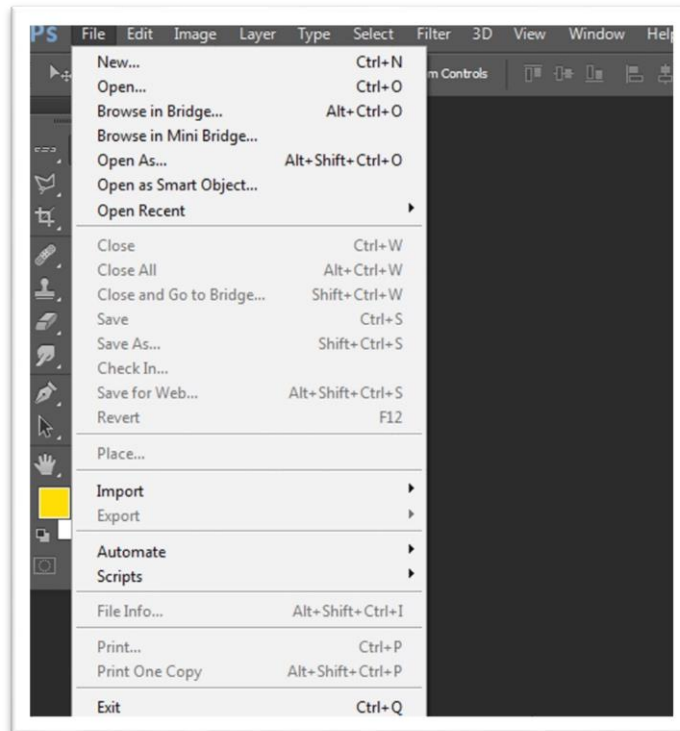 Ps File Edit Image Layer Type Select Filter 3D View Window Help
New... Ctrl+N
Open... Ctrl+O
Browse in Bridge... Alt+Ctrl+O
Browse in Mini Bridge...
Open As... Alt+Shift+Ctrl+O
Open as Smart Object...
Open Recent
Close Ctrl+W
Close All Alt+Ctrl+W
Close and Go to Bridge... Shift+Ctrl+W
Save Ctrl+S
Save As... Shift+Ctrl+S
Check In...
Save for Web... Alt+Shift+Ctrl+S
Revert F12
Place...
Import
Export
Automate
Scripts
File Info... Alt+Shift+Ctrl+I
Print... Ctrl+P
Print One Copy Alt+Shift+Ctrl+P
Exit Ctrl+Q
m Controls